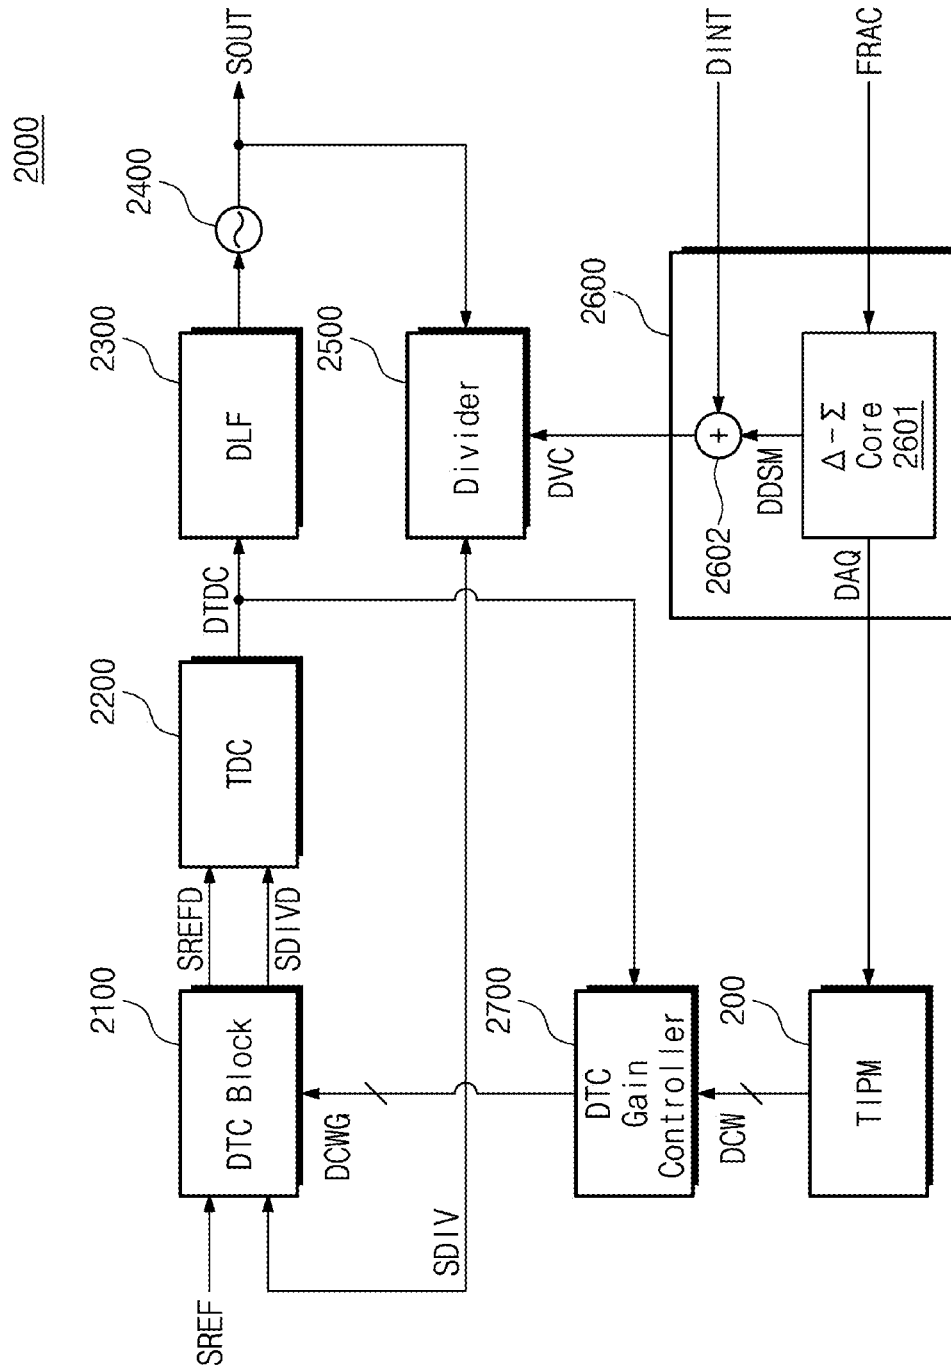 2000
SREF
2100
DTC Block
SREFD
SDIVD
2200
TDC
DTDC
2300
DLF
2400
SOUT
SDIV
DCWG
2500
Divider
DVC
2700
DTC
Gain
Controller
DCW
200
TIPM
2600
DINT
2602
+
DDSM
DAQ
Δ-Σ
Core
2601
FRAC